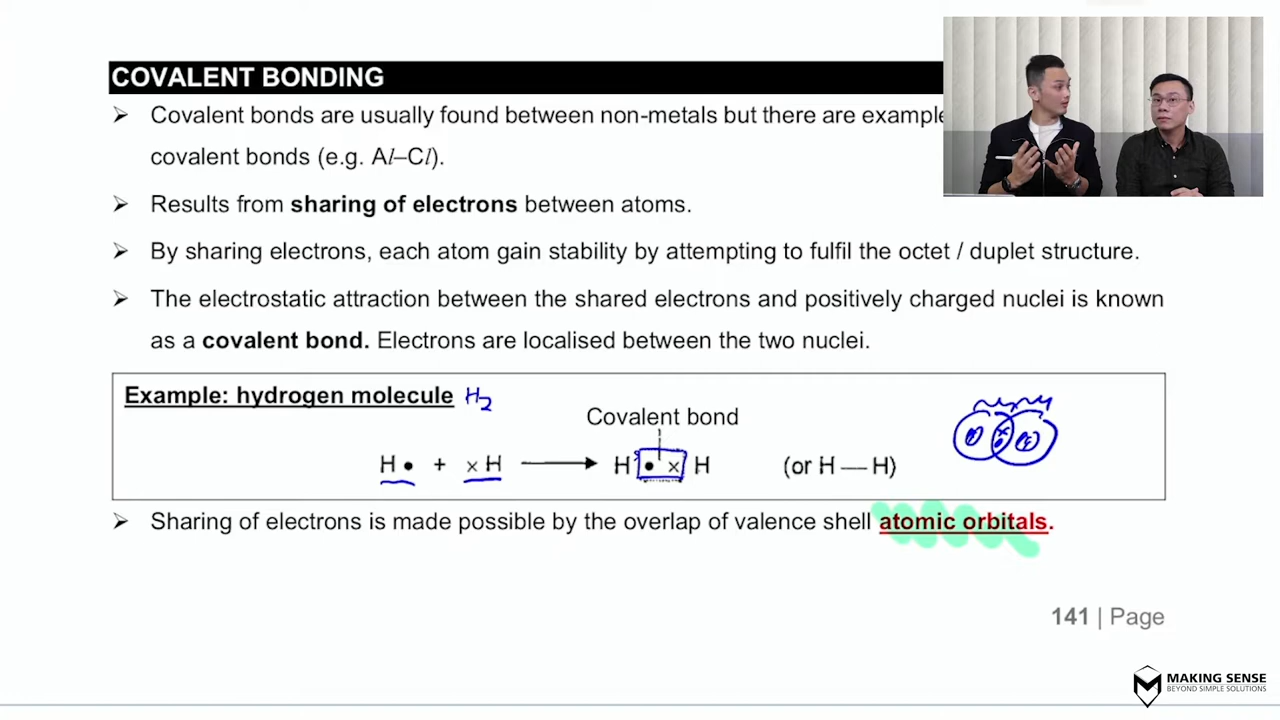 COVALENT BONDING
➢ Covalent bonds are usually found between non-metals but there are example
covalent bonds (e.g. Al–Cl).
➢ Results from sharing of electrons between atoms.
➢ By sharing electrons, each atom gain stability by attempting to fulfil the octet / duplet structure.
➢ The electrostatic attraction between the shared electrons and positively charged nuclei is known
as a covalent bond. Electrons are localised between the two nuclei.
Example: hydrogen molecule H2
Covalent bond
H • + × H ⟶ H • × H (or H — H)
➢ Sharing of electrons is made possible by the overlap of valence shell atomic orbitals.
141 | Page
MAKING SENSE
BEYOND SIMPLE SOLUTIONS